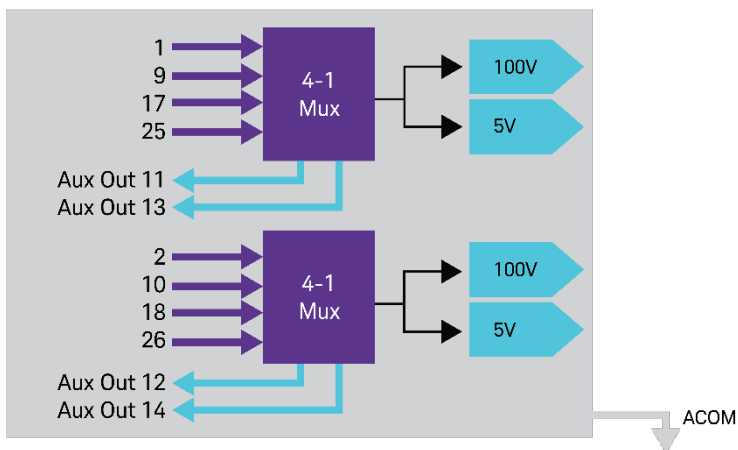 1
9
17
25
4-1
Mux
100V
5V
Aux Out 11
Aux Out 13
2
10
18
26
4-1
Mux
100V
5V
Aux Out 12
Aux Out 14
ACOM